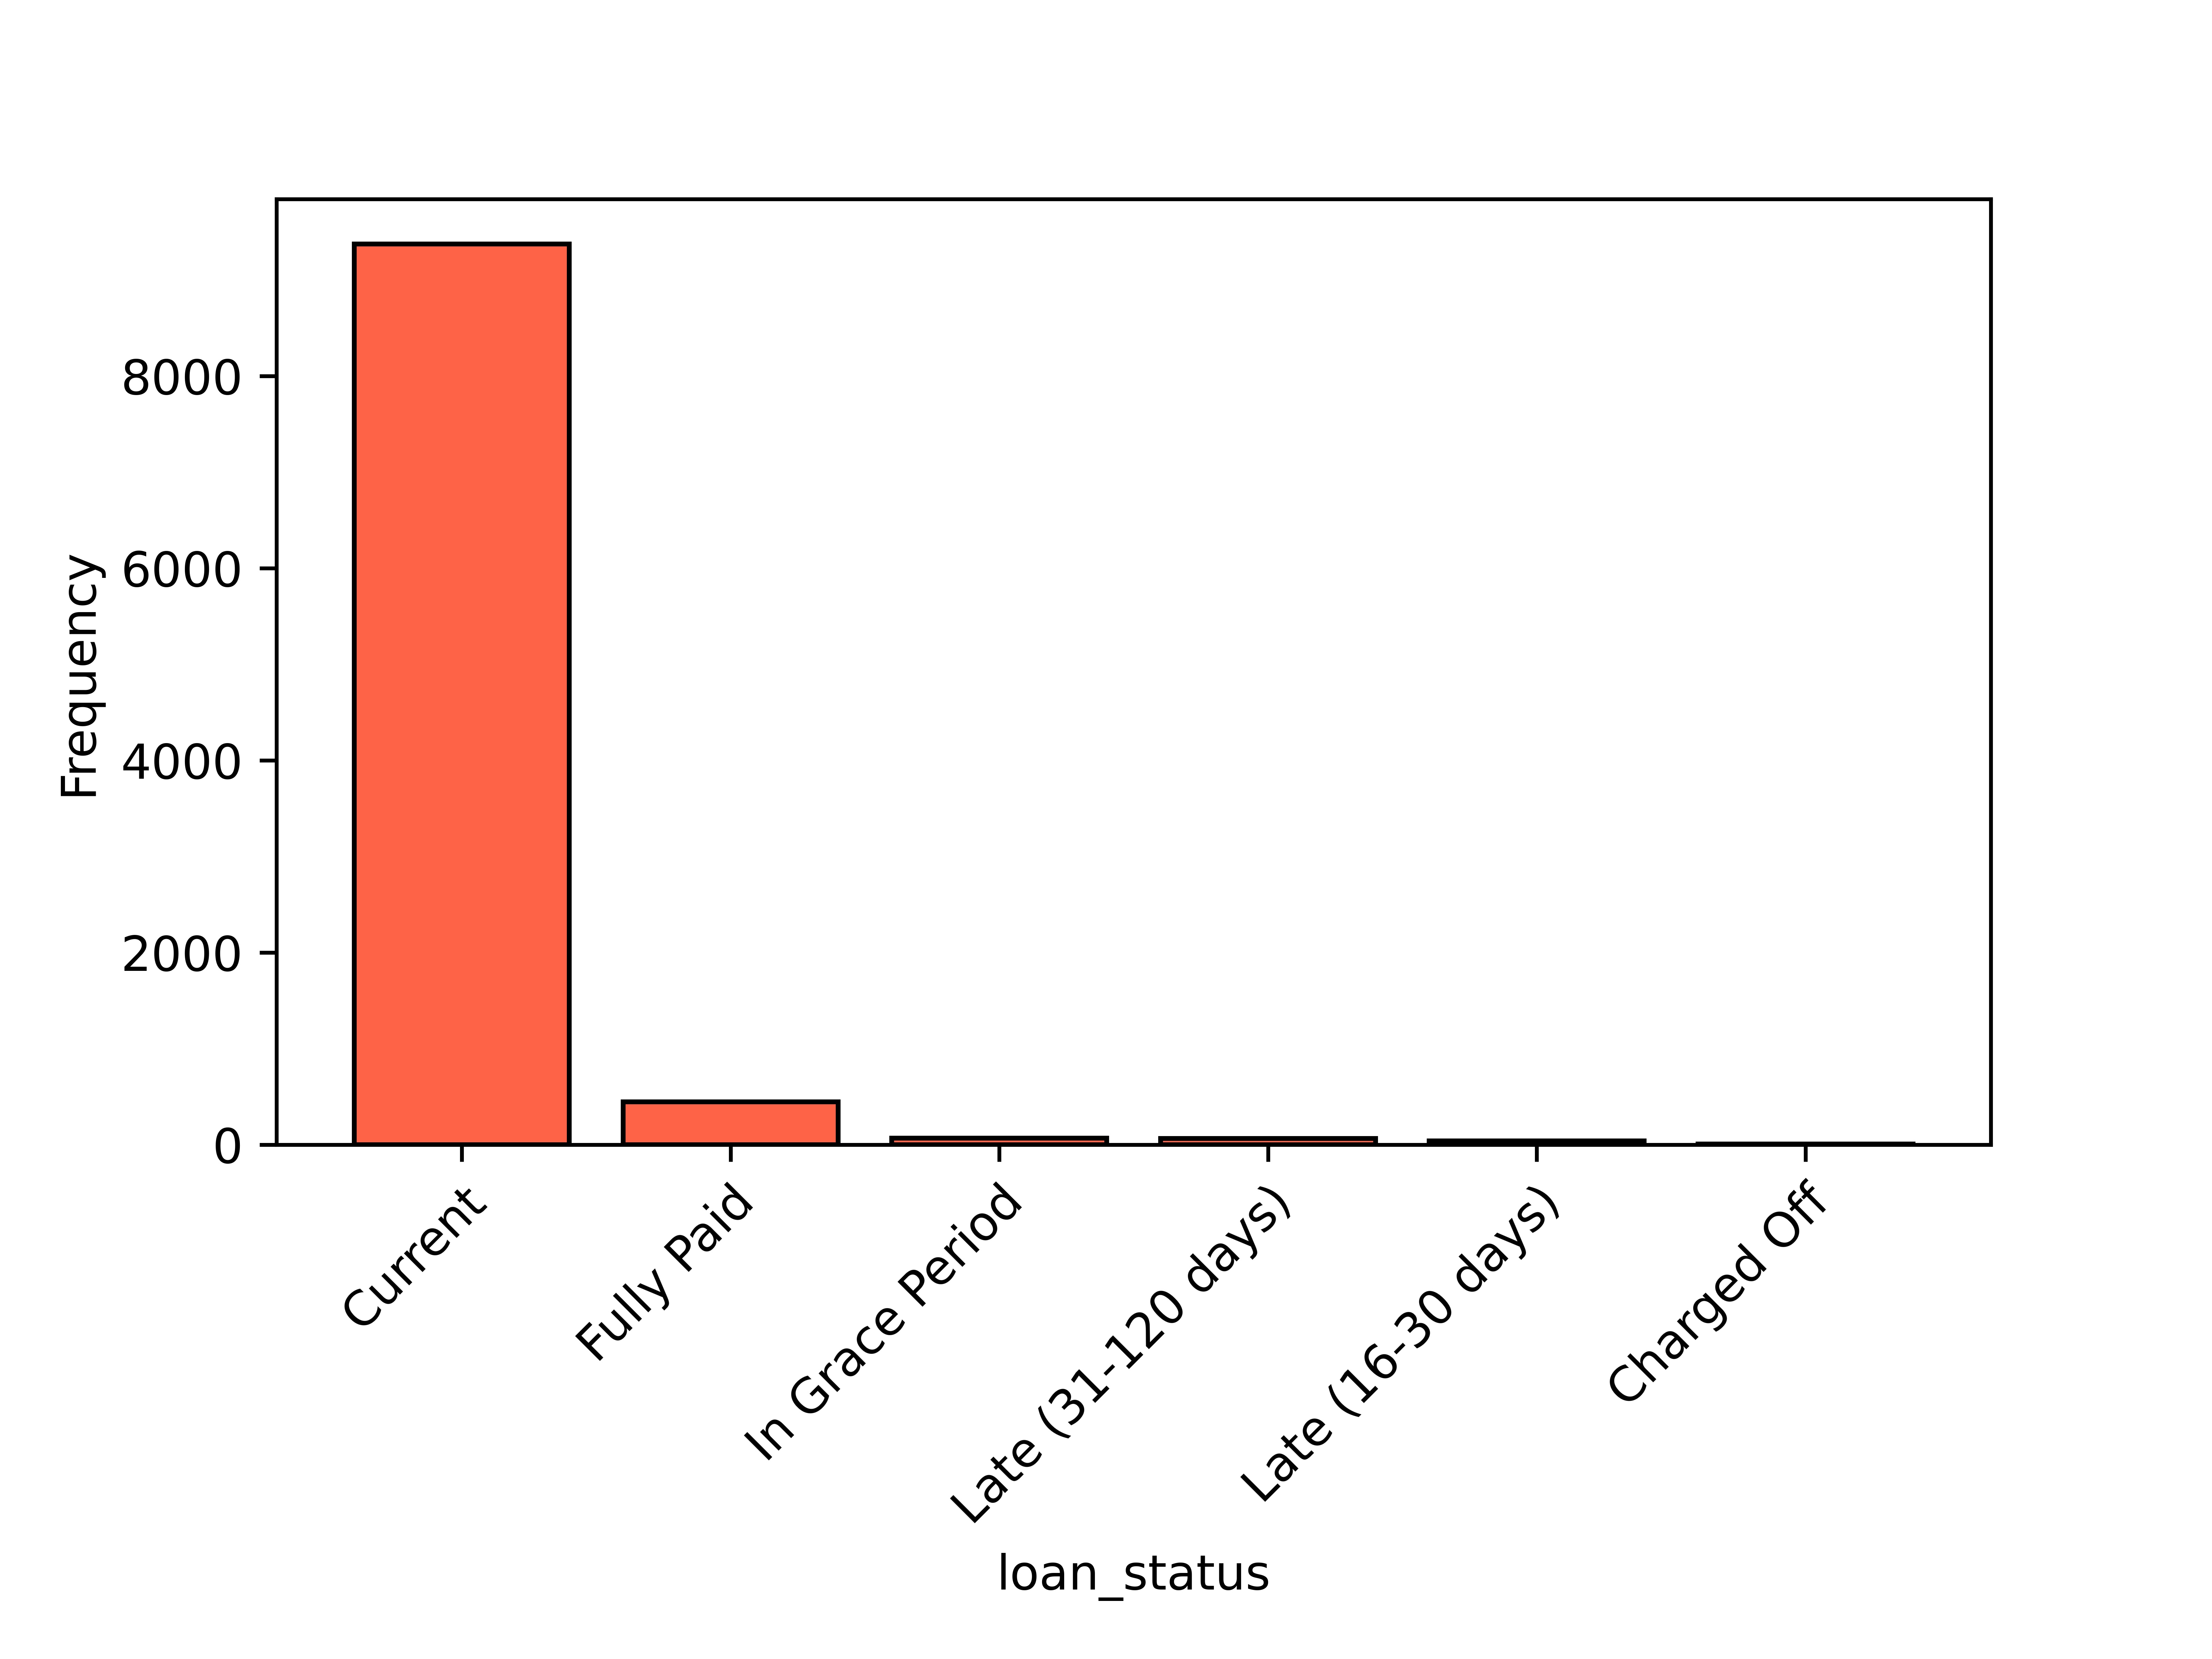 Frequency
8000
6000
4000
2000
0
Current
Fully Paid
In Grace Period
Late (31-120 days)
Late (16-30 days)
Charged Off
loan_status